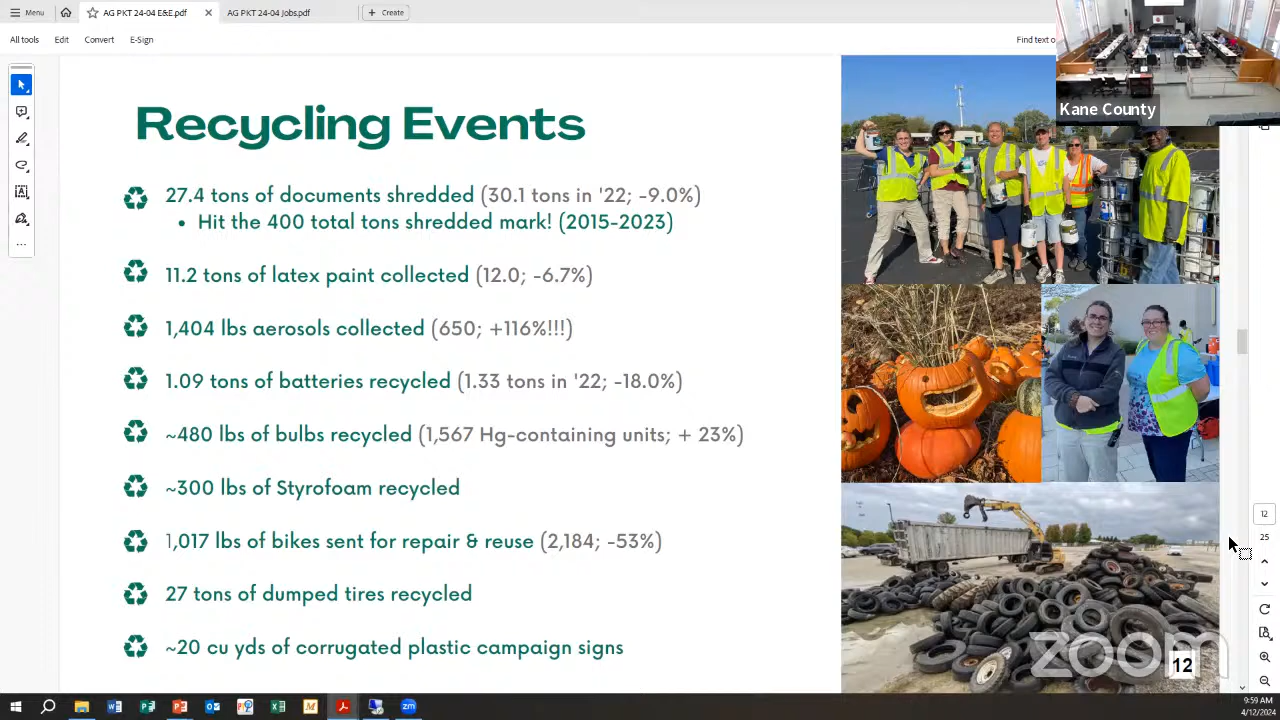 Menu
AG PKT 24-04 E&E.pdf
AG PKT 24-04 Jobs.pdf
Create
All tools
Edit
Convert
E-Sign
Find text o
Kane County
Recycling Events
27.4 tons of documents shredded (30.1 tons in '22; -9.0%)
• Hit the 400 total tons shredded mark! (2015-2023)
11.2 tons of latex paint collected (12.0; -6.7%)
1,404 lbs aerosols collected (650; +116%!!!)
1.09 tons of batteries recycled (1.33 tons in '22; -18.0%)
~480 lbs of bulbs recycled (1,567 Hg-containing units; + 23%)
~300 lbs of Styrofoam recycled
1,017 lbs of bikes sent for repair & reuse (2,184; -53%)
27 tons of dumped tires recycled
~20 cu yds of corrugated plastic campaign signs
12
25
zoom
12
9:59 AM
4/12/2024